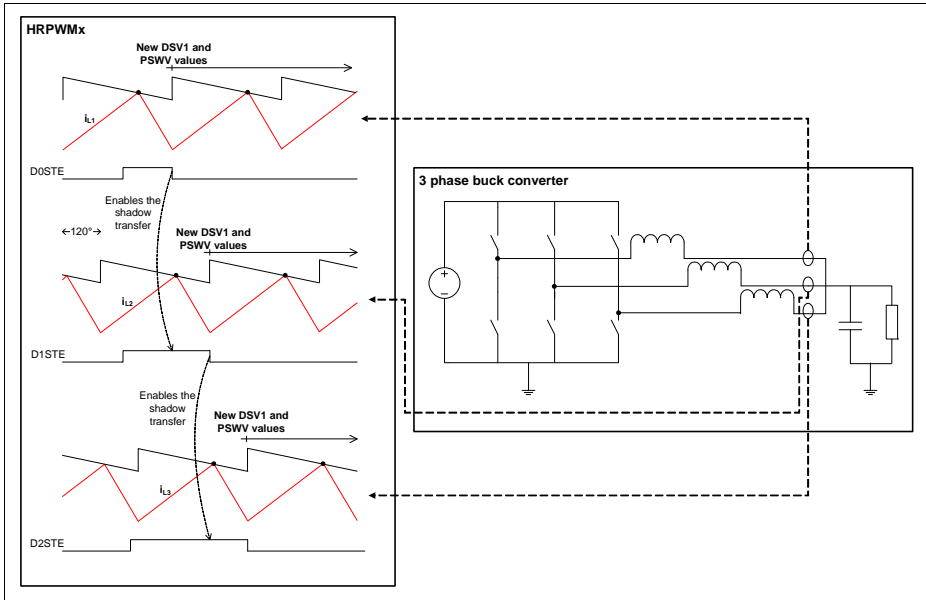 HRPWMx
New DSV1 and
PSWV values
iL1
D0STE
Enables the
shadow
transfer
120°
New DSV1 and
PSWV values
iL2
D1STE
Enables the
shadow
transfer
New DSV1 and
PSWV values
iL3
D2STE
3 phase buck converter
+
−